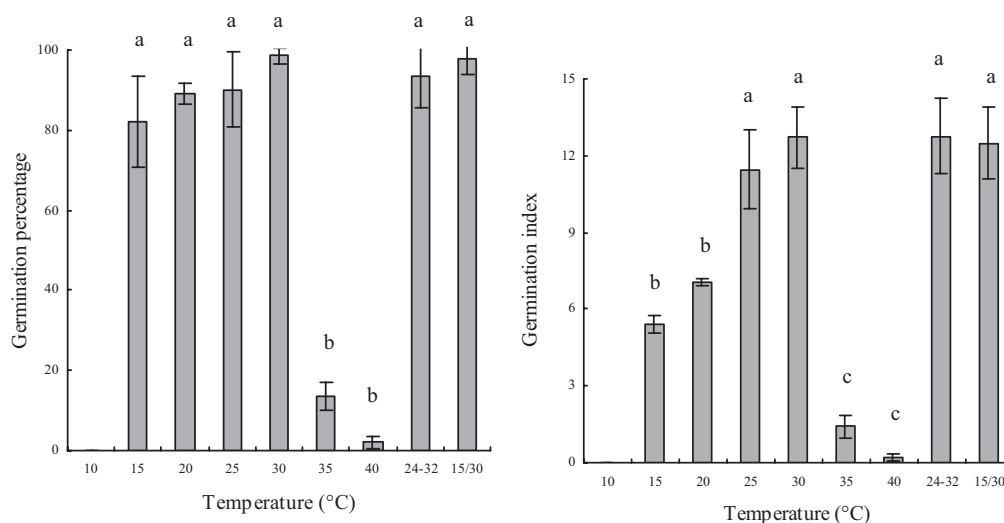 a a a a a a
100
80
60
40
20
0
Germination percentage
b
b
10 15 20 25 30 35 40 24-32 15/30
Temperature (°C)
15
12
9
6
3
0
Germination index
a a a a
b b
c c
10 15 20 25 30 35 40 24-32 15/30
Temperature (°C)